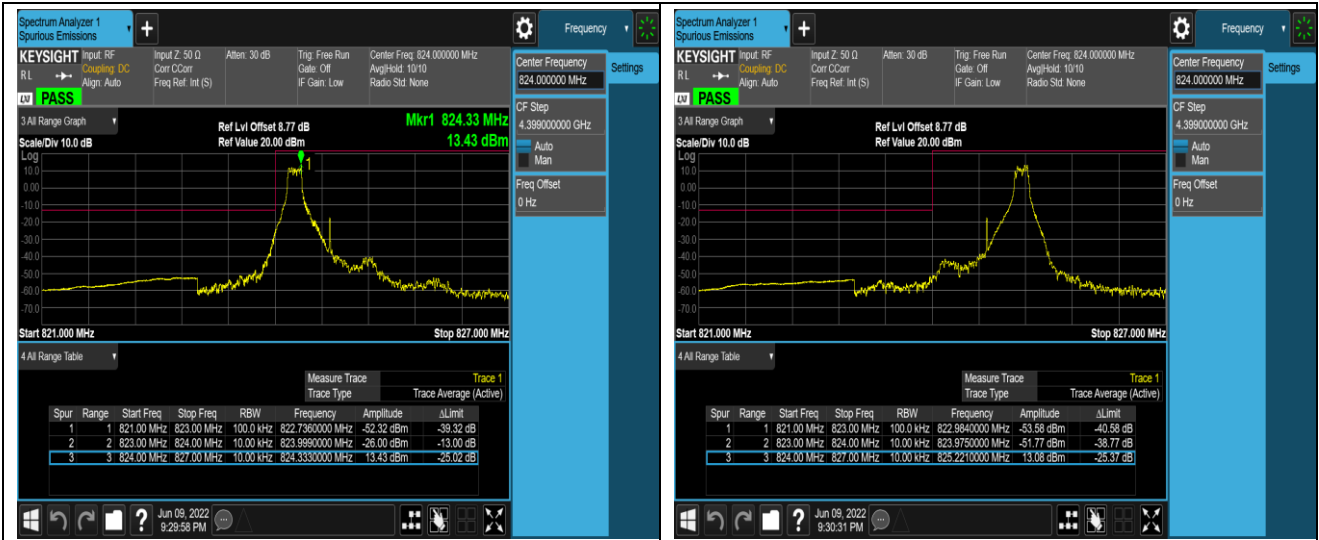 Spectrum Analyzer 1
Spurious Emissions
+
Frequency
KEYSIGHT
Input: RF
Coupling: DC
Align: Auto
Input Z: 50 Ω
Corr CCorr
Freq Ref: Int (S)
Atten: 30 dB
Trig: Free Run
Gate: Off
IF Gain: Low
Center Freq: 824.000000 MHz
Avg|Hold: 10/10
Radio Std: None
R L
LXI
PASS
Center Frequency
824.000000 MHz
Settings
CF Step
4.399000000 GHz
Auto
Man
Freq Offset
0 Hz
3 All Range Graph
Ref Lvl Offset 8.77 dB
Mkr1 824.33 MHz
Scale/Div 10.0 dB
Ref Value 20.00 dBm
13.43 dBm
Log
1
10.0
0.00
-10.0
-20.0
-30.0
-40.0
-50.0
-60.0
-70.0
Start 821.000 MHz
Stop 827.000 MHz
4 All Range Table
Measure Trace Trace 1
Trace Type Trace Average (Active)
Spur Range Start Freq Stop Freq RBW Frequency Amplitude ΔLimit
1 1 821.00 MHz 823.00 MHz 100.0 kHz 822.7360000 MHz -52.32 dBm -39.32 dB
2 2 823.00 MHz 824.00 MHz 10.00 kHz 823.9990000 MHz -26.00 dBm -13.00 dB
3 3 824.00 MHz 827.00 MHz 10.00 kHz 824.3330000 MHz 13.43 dBm -25.02 dB
?
Jun 09, 2022
9:29:58 PM
Spectrum Analyzer 1
Spurious Emissions
+
Frequency
KEYSIGHT
Input: RF
Coupling: DC
Align: Auto
Input Z: 50 Ω
Corr CCorr
Freq Ref: Int (S)
Atten: 30 dB
Trig: Free Run
Gate: Off
IF Gain: Low
Center Freq: 824.000000 MHz
Avg|Hold: 10/10
Radio Std: None
R L
LXI
PASS
Center Frequency
824.000000 MHz
Settings
CF Step
4.399000000 GHz
Auto
Man
Freq Offset
0 Hz
3 All Range Graph
Ref Lvl Offset 8.77 dB
Scale/Div 10.0 dB
Ref Value 20.00 dBm
Log
10.0
0.00
-10.0
-20.0
-30.0
-40.0
-50.0
-60.0
-70.0
Start 821.000 MHz
Stop 827.000 MHz
4 All Range Table
Measure Trace Trace 1
Trace Type Trace Average (Active)
Spur Range Start Freq Stop Freq RBW Frequency Amplitude ΔLimit
1 1 821.00 MHz 823.00 MHz 100.0 kHz 822.9840000 MHz -53.58 dBm -40.58 dB
2 2 823.00 MHz 824.00 MHz 10.00 kHz 823.9750000 MHz -51.77 dBm -38.77 dB
3 3 824.00 MHz 827.00 MHz 10.00 kHz 825.2210000 MHz 13.08 dBm -25.37 dB
?
Jun 09, 2022
9:30:31 PM